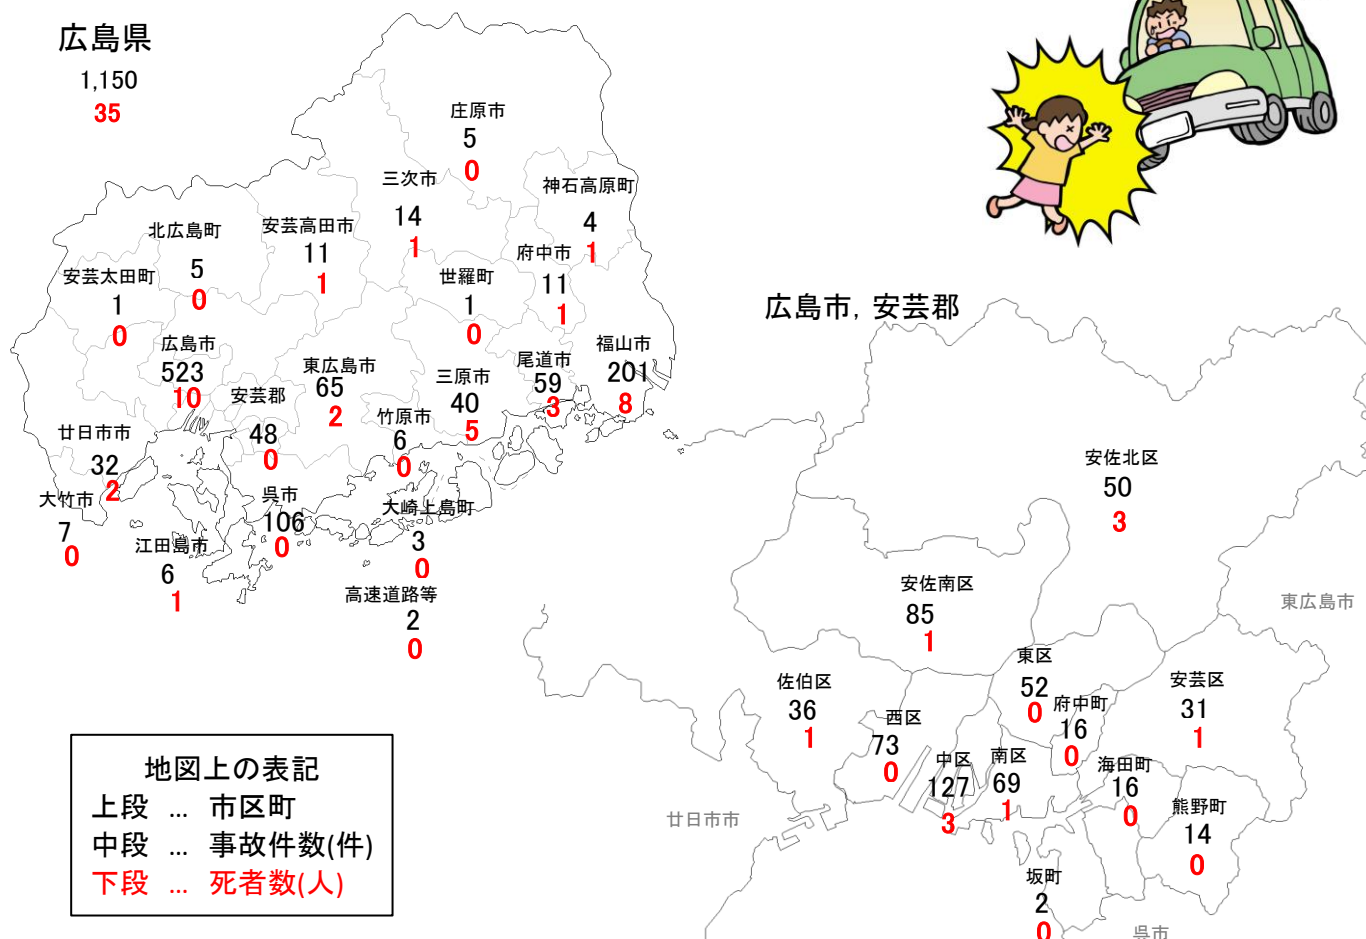 広島県
1,150
35
庄原市
5
0
三次市
14
1
神石高原町
4
1
北広島町
5
0
安芸高田市
11
1
府中市
11
1
安芸太田町
1
0
世羅町
1
0
広島市
523
10
東広島市
65
2
安芸郡
48
0
三原市
40
5
尾道市
59
3
福山市
201
8
竹原市
6
0
廿日市市
32
2
大竹市
7
0
呉市
106
0
大崎上島町
3
0
江田島市
6
1
高速道路等
2
0
地図上の表記
上段 … 市区町
中段 … 事故件数(件)
下段 … 死者数(人)
広島市, 安芸郡
安佐北区
50
3
安佐南区
85
1
東広島市
東区
52
0
佐伯区
36
1
安芸区
31
1
西区
73
0
府中町
16
0
中区
127
3
南区
69
1
海田町
16
0
熊野町
14
0
廿日市市
坂町
2
0
呉市